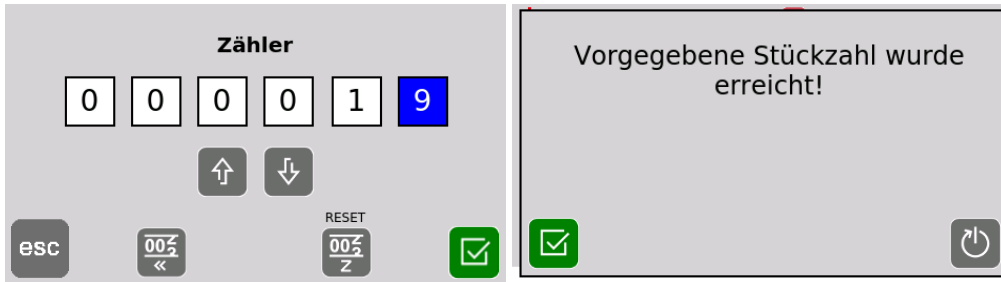 Zähler
0 0 0 0 1 9
RESET
esc
Z
Vorgegebene Stückzahl wurde
erreicht!